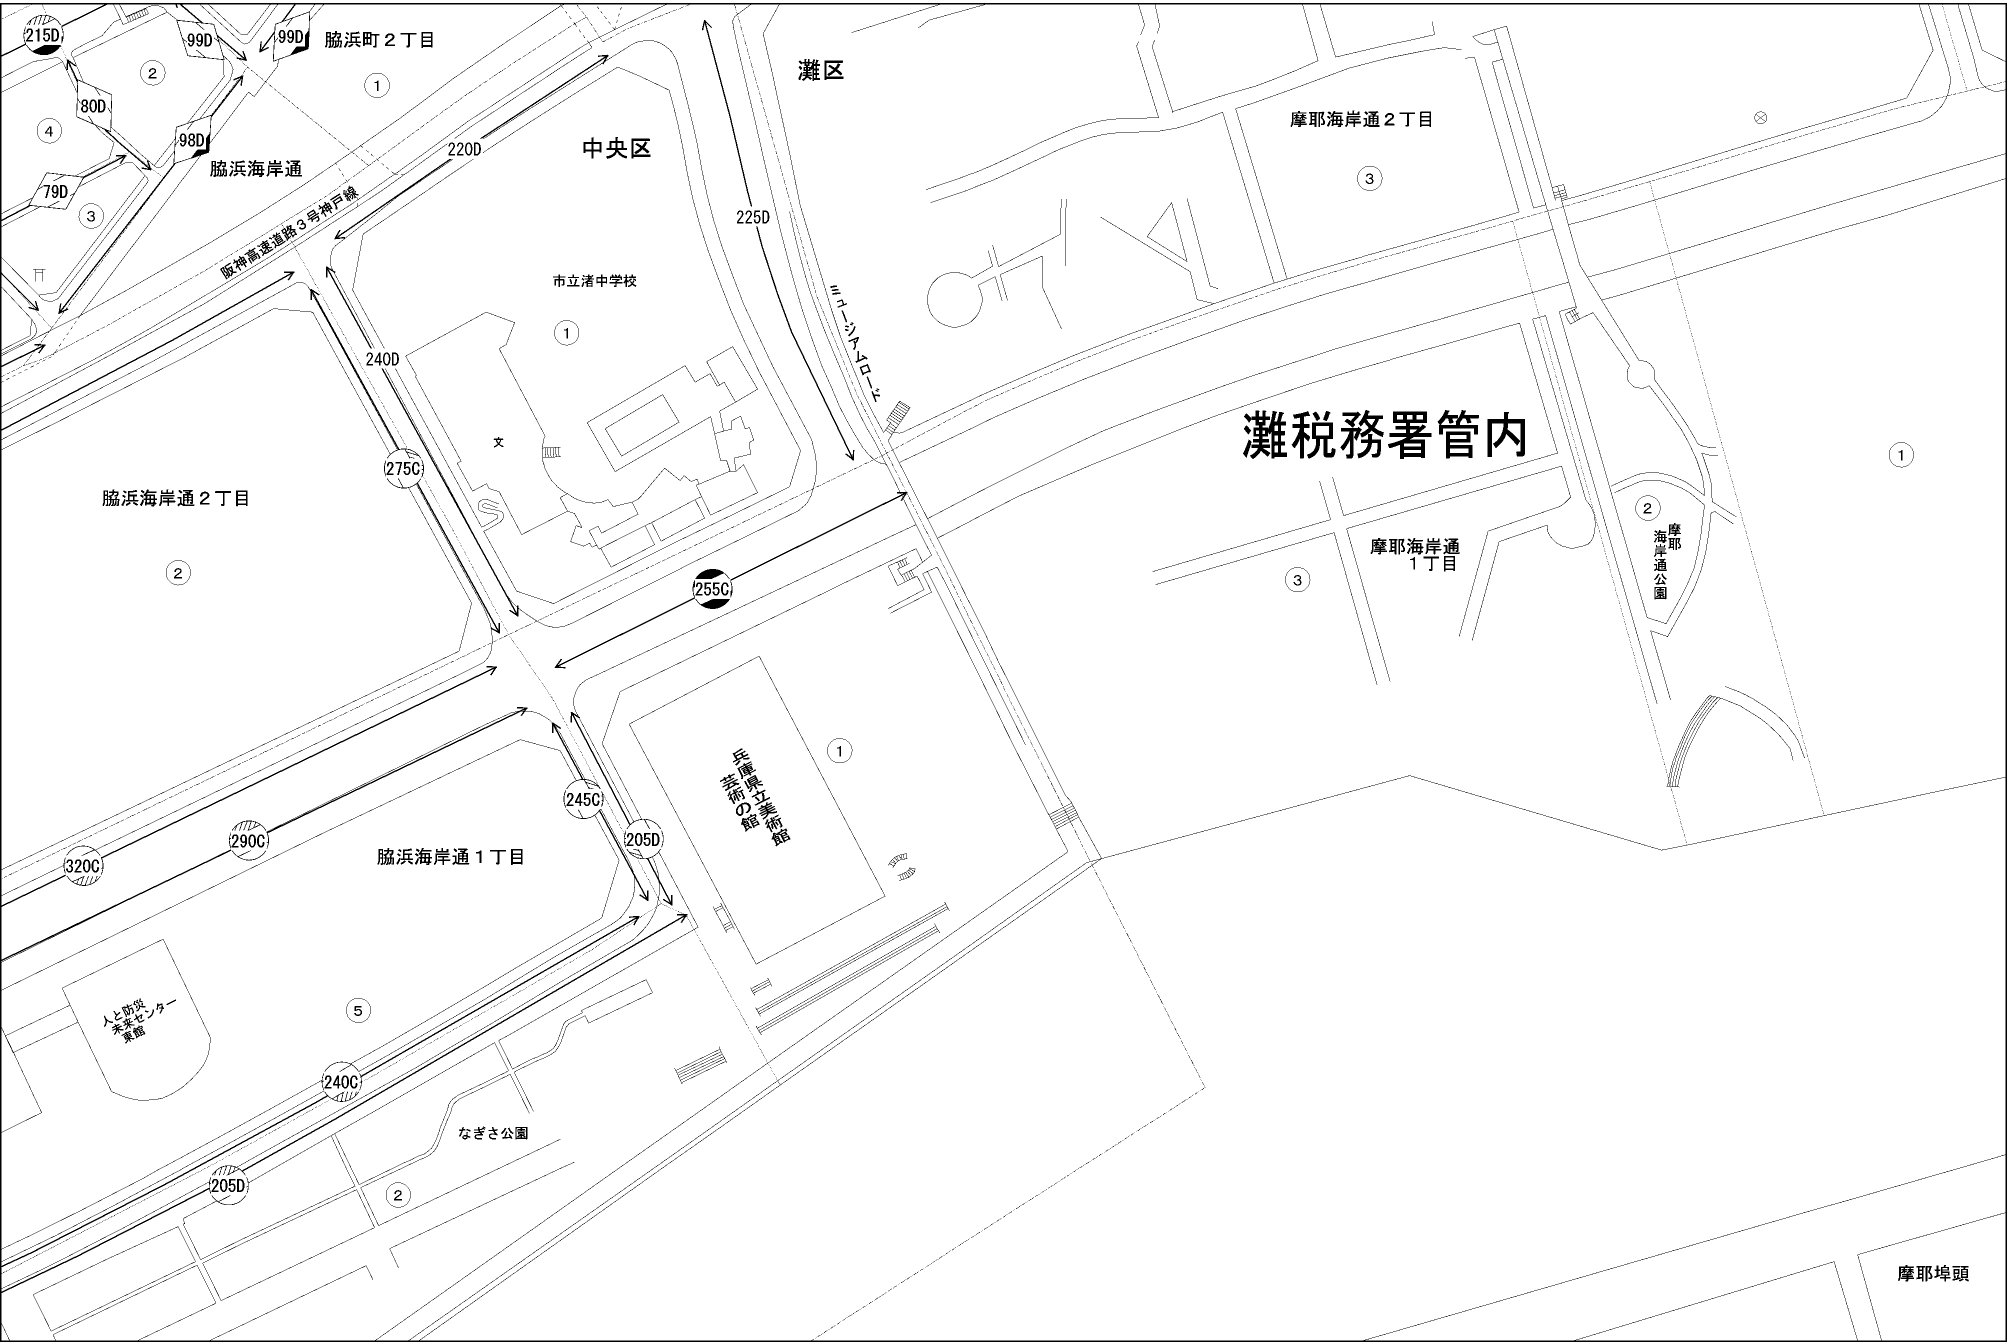 215D
99D
99D
脇浜町2丁目
②
①
灘区
80D
④
98D
220D
中央区
摩耶海岸通2丁目
脇浜海岸通
79D
③
③
225D
阪神高速道路3号神戸線
市立渚中学校
ミュージアムロード
①
240D
灘税務署管内
文
275C
①
脇浜海岸通2丁目
②
摩耶
海岸通公園
摩耶海岸通
1丁目
②
③
255C
兵庫県立美術館
芸術の館
①
245C
205D
290C
320C
脇浜海岸通1丁目
人と防災
未来センター
東館
⑤
240C
なぎさ公園
205D
②
摩耶埠頭